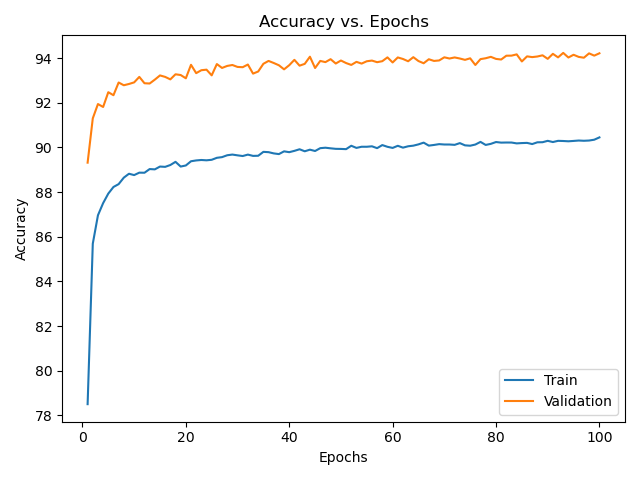 Accuracy vs. Epochs
Accuracy
94
92
90
88
86
84
82
80
78
0 20 40 60 80 100
Epochs
Train
Validation